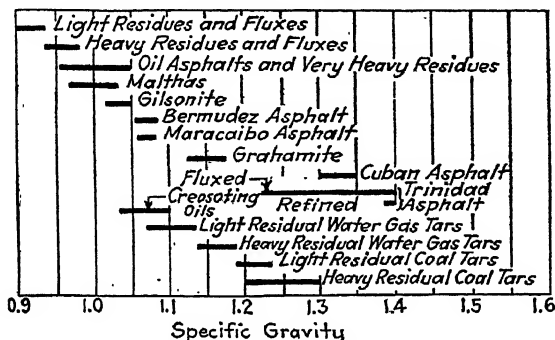 Light Residues and Fluxes
Heavy Residues and Fluxes
Oil Asphalts and Very Heavy Residues
Malthas
Gilsonite
Bermudez Asphalt
Maracaibo Asphalt
Grahamite
Cuban Asphalt
Fluxed
Trinidad
Creosoting
Refined
Asphalt
Oils
Light Residual Water Gas Tars
Heavy Residual Water Gas Tars
Light Residual Coal Tars
Heavy Residual Coal Tars
0.9 1.0 1.1 1.2 1.3 1.4 1.5 1.6
Specific Gravity